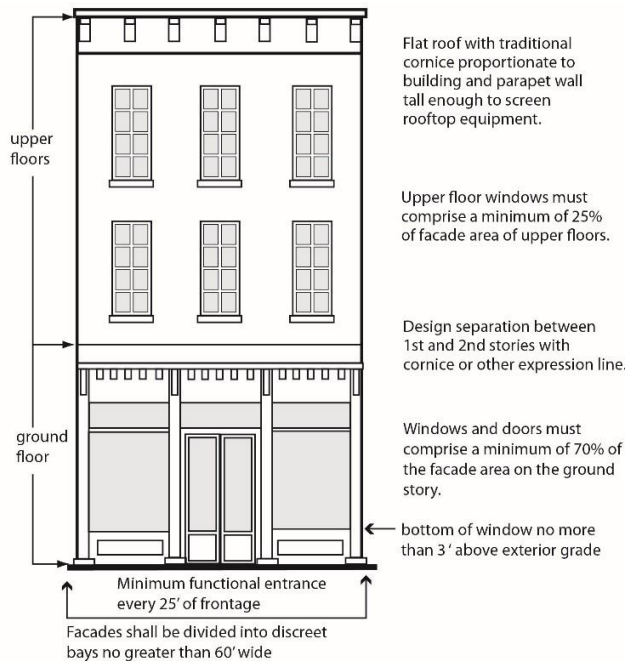 Flat roof with traditional
cornice proportionate to
building and parapet wall
tall enough to screen
rooftop equipment.
upper
floors
Upper floor windows must
comprise a minimum of 25%
of facade area of upper floors.
Design separation between
1st and 2nd stories with
cornice or other expression line.
ground
floor
Windows and doors must
comprise a minimum of 70% of
the facade area on the ground
story.
bottom of window no more
than 3' above exterior grade
Minimum functional entrance
every 25' of frontage
Facades shall be divided into discreet
bays no greater than 60' wide